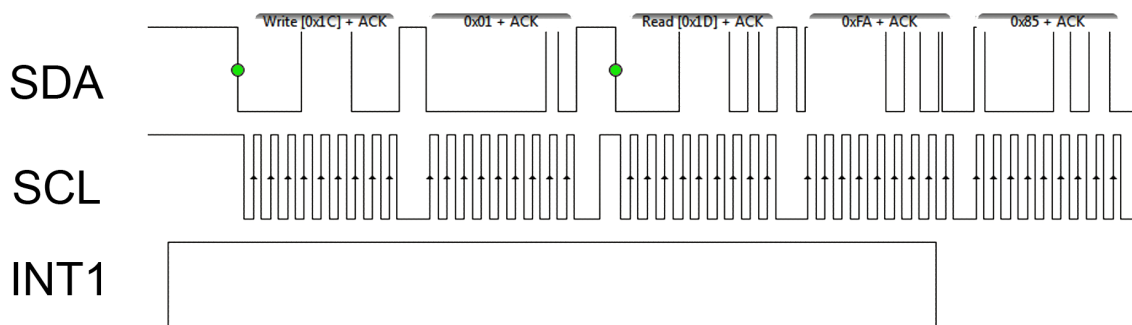 Write [0x1C] + ACK 0x01 + ACK Read [0x1D] + ACK 0xFA + ACK 0x85 + ACK
SDA
SCL
INT1